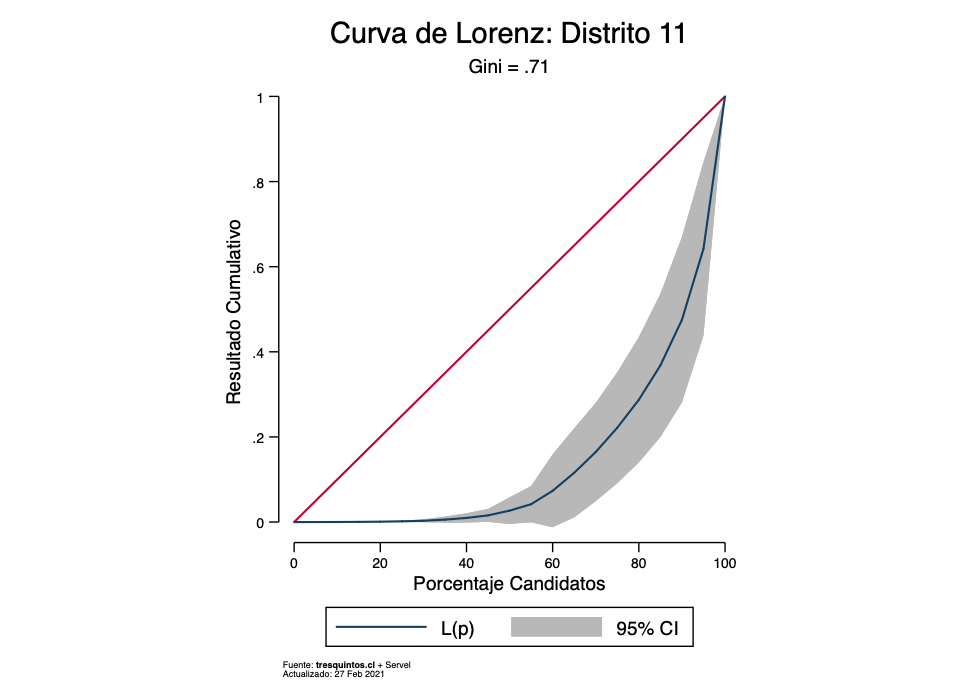 Curva de Lorenz: Distrito 11
Gini = .71
1
.8
.6
.4
.2
0
Resultado Cumulativo
0 20 40 60 80 100
Porcentaje Candidatos
L(p) 95% CI
Fuente: tresquintos.cl + Servel
Actualizado: 27 Feb 2021